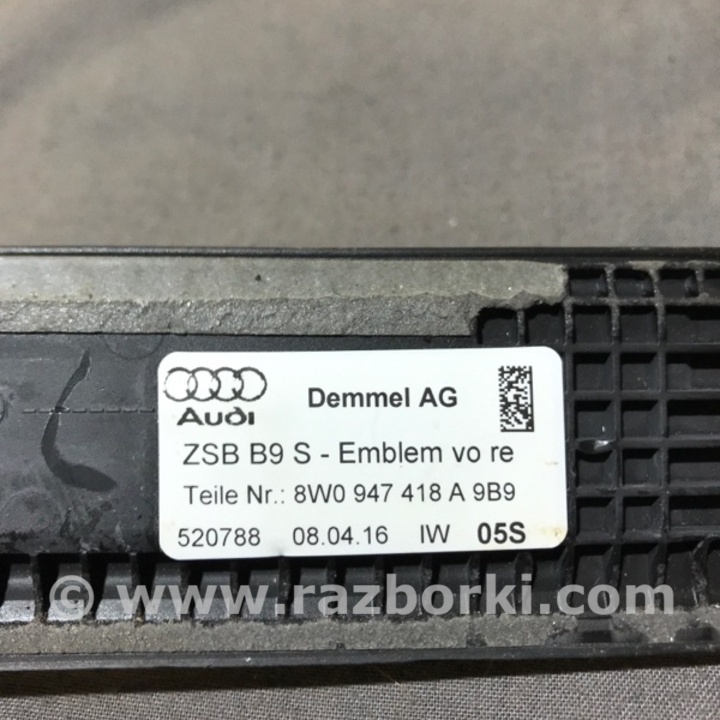 Audi
Demmel AG
ZSB B9 S - Emblem vo re
Teile Nr.: 8W0 947 418 A 9B9
520788 08.04.16 IW 05S
© www.razborki.com